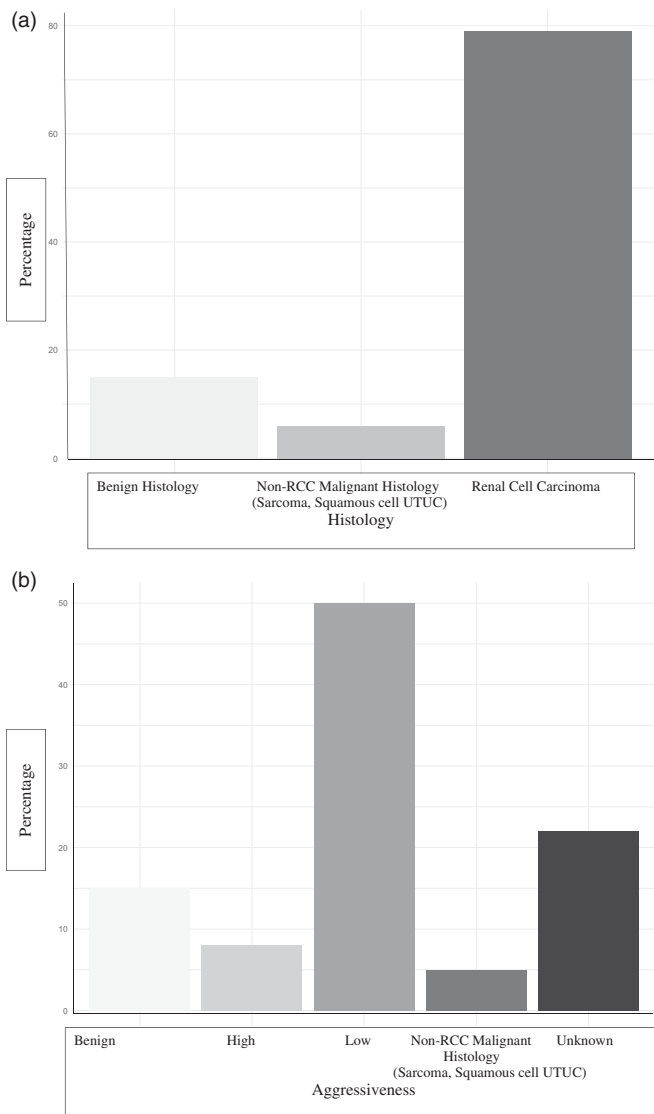 (a)
80
60
40
20
0
Percentage
Benign Histology
Non-RCC Malignant Histology
(Sarcoma, Squamous cell UTUC)
Renal Cell Carcinoma
Histology
(b)
50
40
30
20
10
0
Percentage
Benign
High
Low
Non-RCC Malignant
Histology
(Sarcoma, Squamous cell UTUC)
Unknown
Aggressiveness